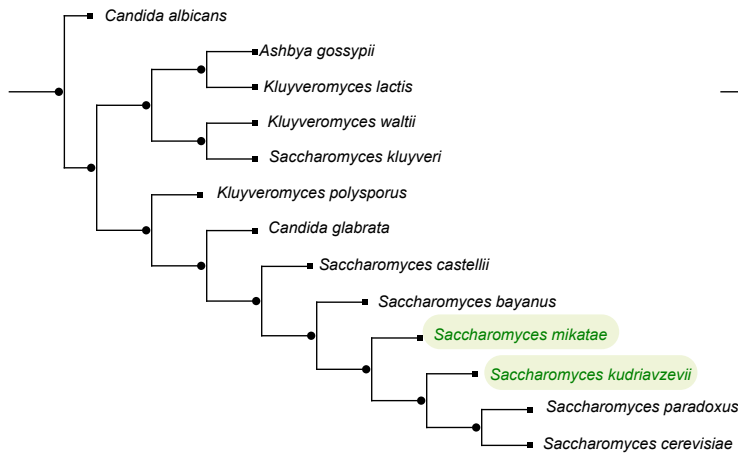 Candida albicans
Ashbya gossypii
Kluyveromyces lactis
Kluyveromyces waltii
Saccharomyces kluyveri
Kluyveromyces polysporus
Candida glabrata
Saccharomyces castellii
Saccharomyces bayanus
Saccharomyces mikatae
Saccharomyces kudriavzevii
Saccharomyces paradoxus
Saccharomyces cerevisiae